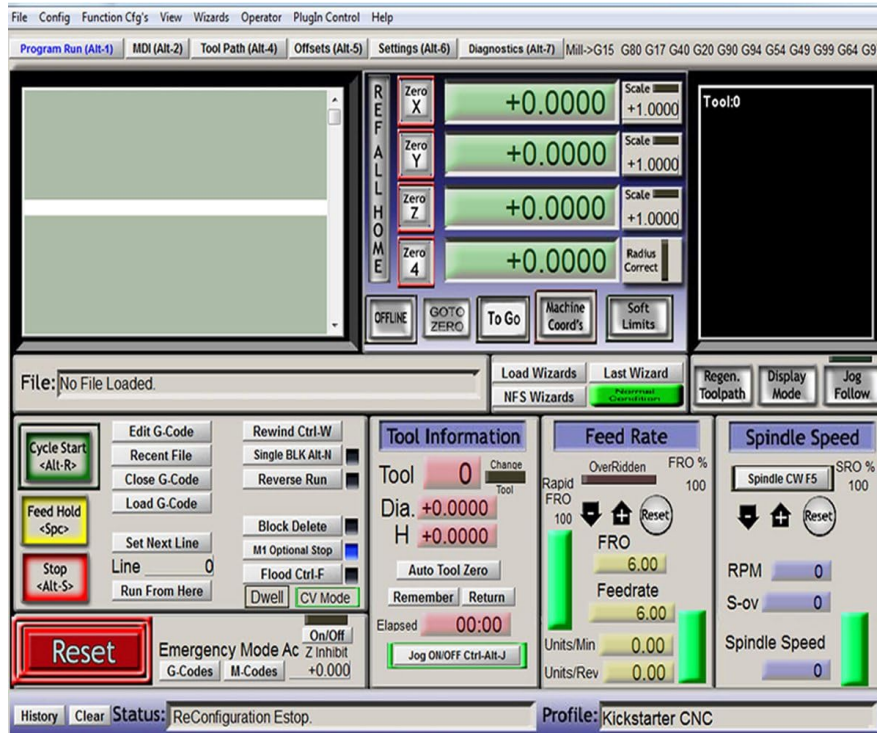 File Config Function Cfg's View Wizards Operator PlugIn Control Help
Program Run (Alt-1) MDI (Alt-2) Tool Path (Alt-4) Offsets (Alt-5) Settings (Alt-6) Diagnostics (Alt-7) Mill->G15 G80 G17 G40 G20 G90 G94 G54 G49 G99 G64 G9
REF ALL HOME
Zero X +0.0000 Scale +1.0000
Zero Y +0.0000 Scale +1.0000
Zero Z +0.0000 Scale +1.0000
Zero 4 +0.0000 Radius Correct
OFFLINE GOTO ZERO To Go Machine Coord's Soft Limits
Tool:0
File: No File Loaded.
Load Wizards Last Wizard
NFS Wizards Normal Condition
Regen. Toolpath Display Mode Jog Follow
Cycle Start <Alt-R>
Feed Hold <Spc>
Stop <Alt-S>
Edit G-Code Rewind Ctrl-W
Recent File Single BLK Alt-N
Close G-Code Reverse Run
Load G-Code
Block Delete
Set Next Line M1 Optional Stop
Line 0 Flood Ctrl-F
Run From Here Dwell CV Mode
Reset
Emergency Mode Ac
G-Codes M-Codes
On/Off
Z Inhibit
+0.000
Tool Information
Tool 0 Change Tool
Dia. +0.0000
H +0.0000
Auto Tool Zero
Remember Return
Elapsed 00:00
Jog ON/OFF Ctrl-Alt-J
Feed Rate
OverRidden FRO %
100
Rapid FRO
100
Reset
FRO
6.00
Feedrate
6.00
Units/Min 0.00
Units/Rev 0.00
Spindle Speed
Spindle CW F5 SRO %
100
Reset
RPM 0
S-ov 0
Spindle Speed
0
History Clear Status: ReConfiguration Estop. Profile: Kickstarter CNC